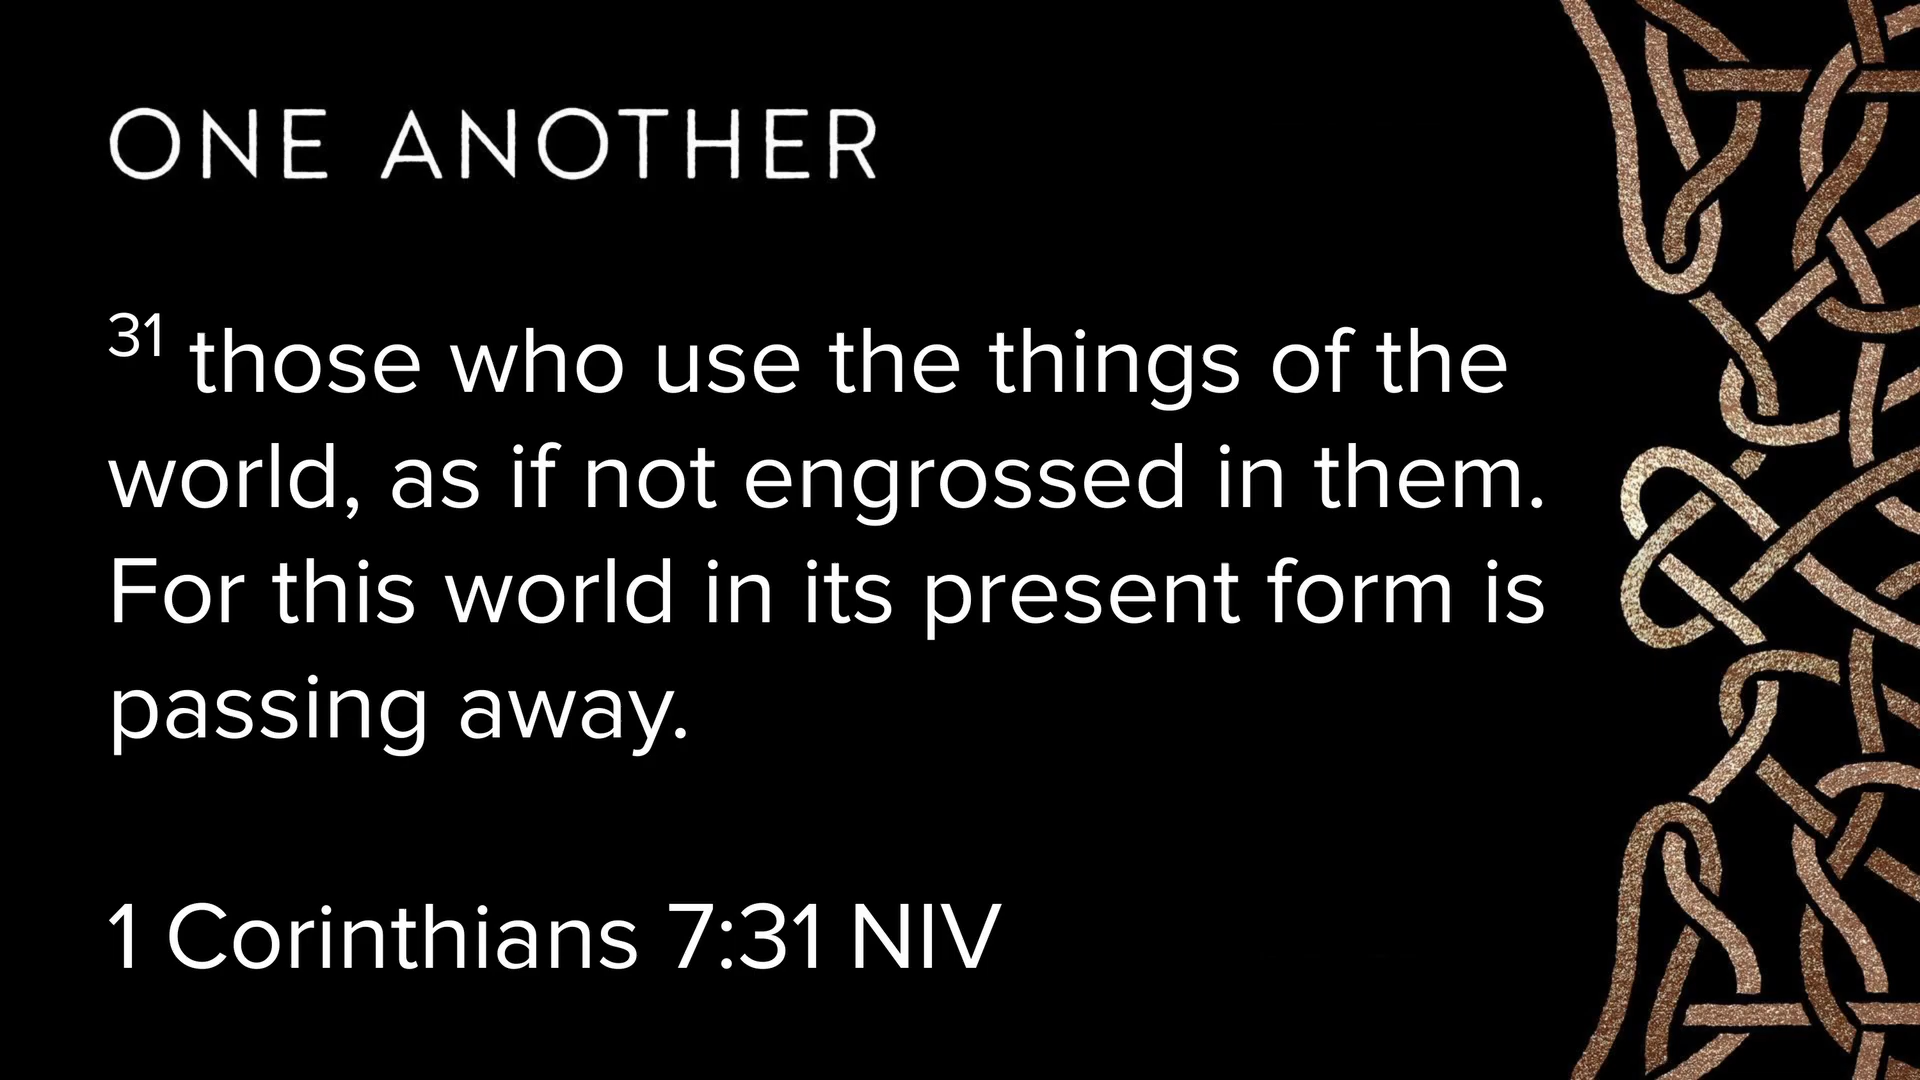 ONE ANOTHER
31 those who use the things of the
world, as if not engrossed in them.
For this world in its present form is
passing away.
1 Corinthians 7:31 NIV